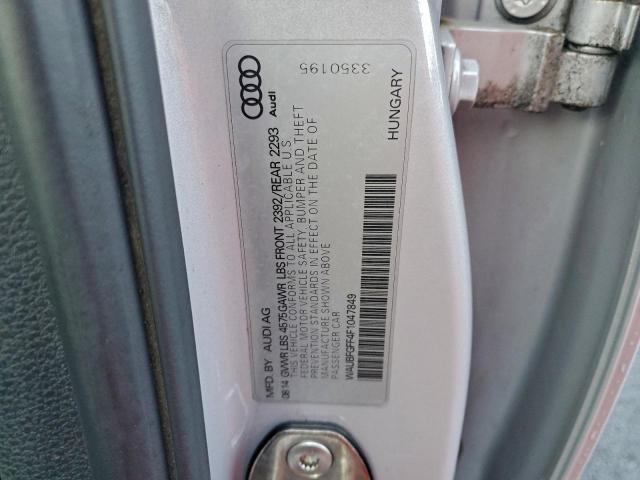 Audi
3350195
MFD. BY AUDI AG
08 14 GVWR LBS 4575 GAWR LBS FRONT 2392/REAR 2293
THIS VEHICLE CONFORMS TO ALL APPLICABLE U.S.
FEDERAL MOTOR VEHICLE SAFETY, BUMPER AND THEFT
PREVENTION STANDARDS IN EFFECT ON THE DATE OF
MANUFACTURE SHOWN ABOVE
PASSENGER CAR
WAUBFGFF4F1047849
HUNGARY